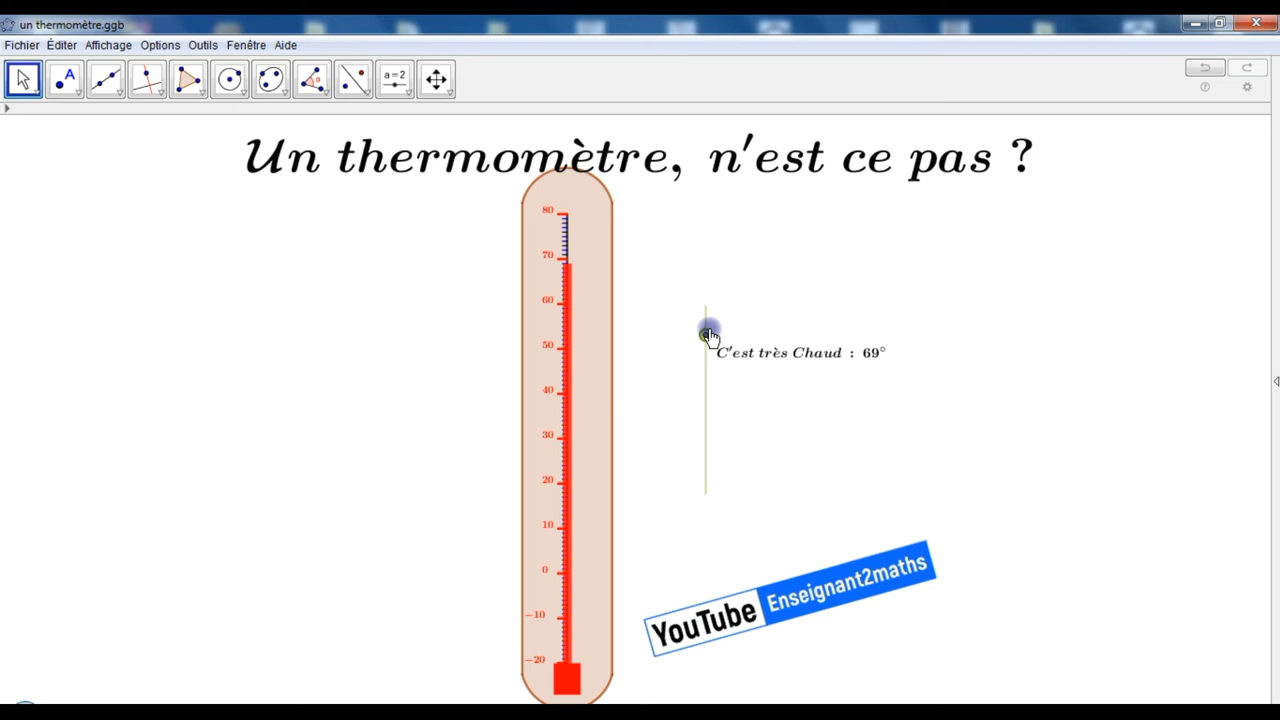 un thermomètre.ggb
Fichier Éditer Affichage Options Outils Fenêtre Aide
A
α
a=2
Un thermomètre, n'est ce pas ?
80
70
60
50
40
30
20
10
0
−10
−20
C'est très Chaud : 69°
YouTube Enseignant2maths